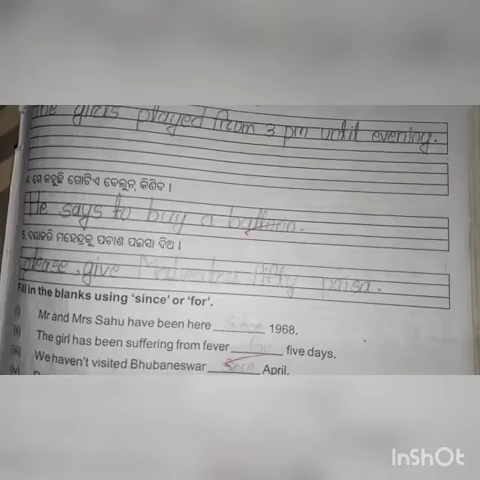 The girls played from 3 pm until evening.
4. ସେ କହୁଛି ଗୋଟିଏ ବେଲୁନ୍ କିଣିବ ।
He says to buy a balloon.
5. ଦୟାକରି ମହେନ୍ଦ୍ରକୁ ପଚାଶ ପଇସା ଦିଅ ।
please give Mahendra fifty paisa.
Fill in the blanks using 'since' or 'for'.
(i) Mr and Mrs Sahu have been here since 1968.
(ii) The girl has been suffering from fever for five days.
(iii) We haven't visited Bhubaneswar since April.
InShOt